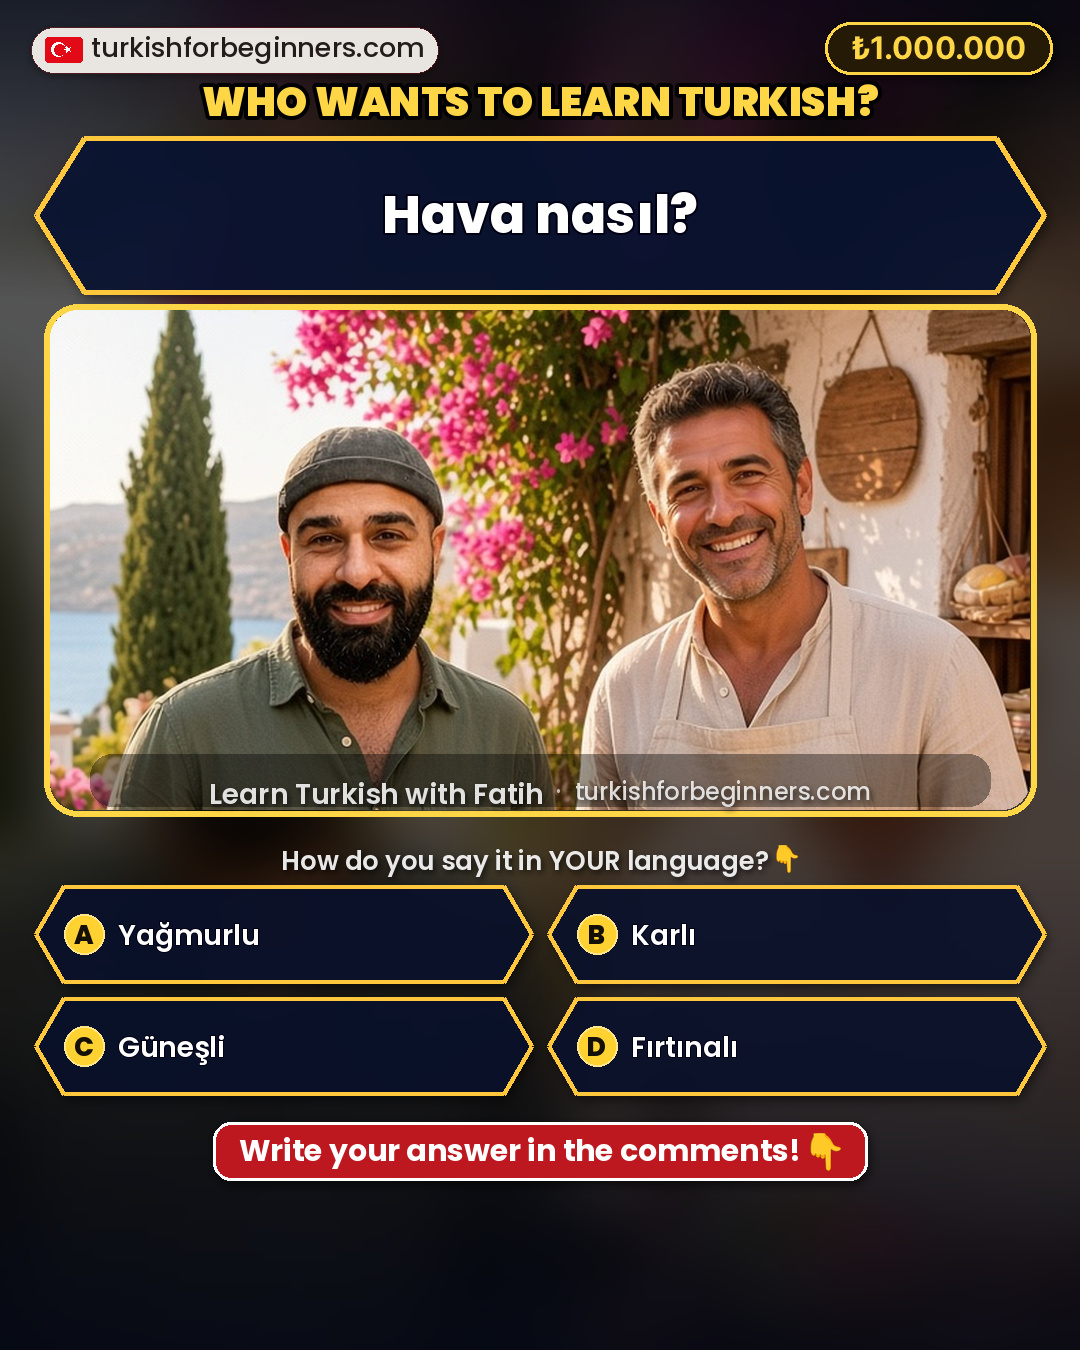 turkishforbeginners.com
₺1.000.000
WHO WANTS TO LEARN TURKISH?
Hava nasıl?
Learn Turkish with Fatih · turkishforbeginners.com
How do you say it in YOUR language? 👇
A Yağmurlu
B Karlı
C Güneşli
D Fırtınalı
Write your answer in the comments! 👇